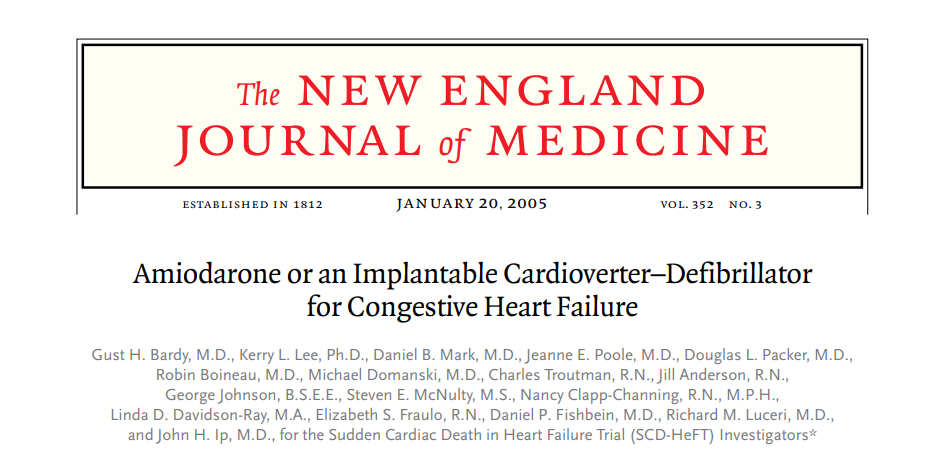 The NEW ENGLAND
JOURNAL of MEDICINE
ESTABLISHED IN 1812 JANUARY 20, 2005 VOL. 352 NO. 3
Amiodarone or an Implantable Cardioverter–Defibrillator
for Congestive Heart Failure
Gust H. Bardy, M.D., Kerry L. Lee, Ph.D., Daniel B. Mark, M.D., Jeanne E. Poole, M.D., Douglas L. Packer, M.D.,
Robin Boineau, M.D., Michael Domanski, M.D., Charles Troutman, R.N., Jill Anderson, R.N.,
George Johnson, B.S.E.E., Steven E. McNulty, M.S., Nancy Clapp-Channing, R.N., M.P.H.,
Linda D. Davidson-Ray, M.A., Elizabeth S. Fraulo, R.N., Daniel P. Fishbein, M.D., Richard M. Luceri, M.D.,
and John H. Ip, M.D., for the Sudden Cardiac Death in Heart Failure Trial (SCD-HeFT) Investigators*